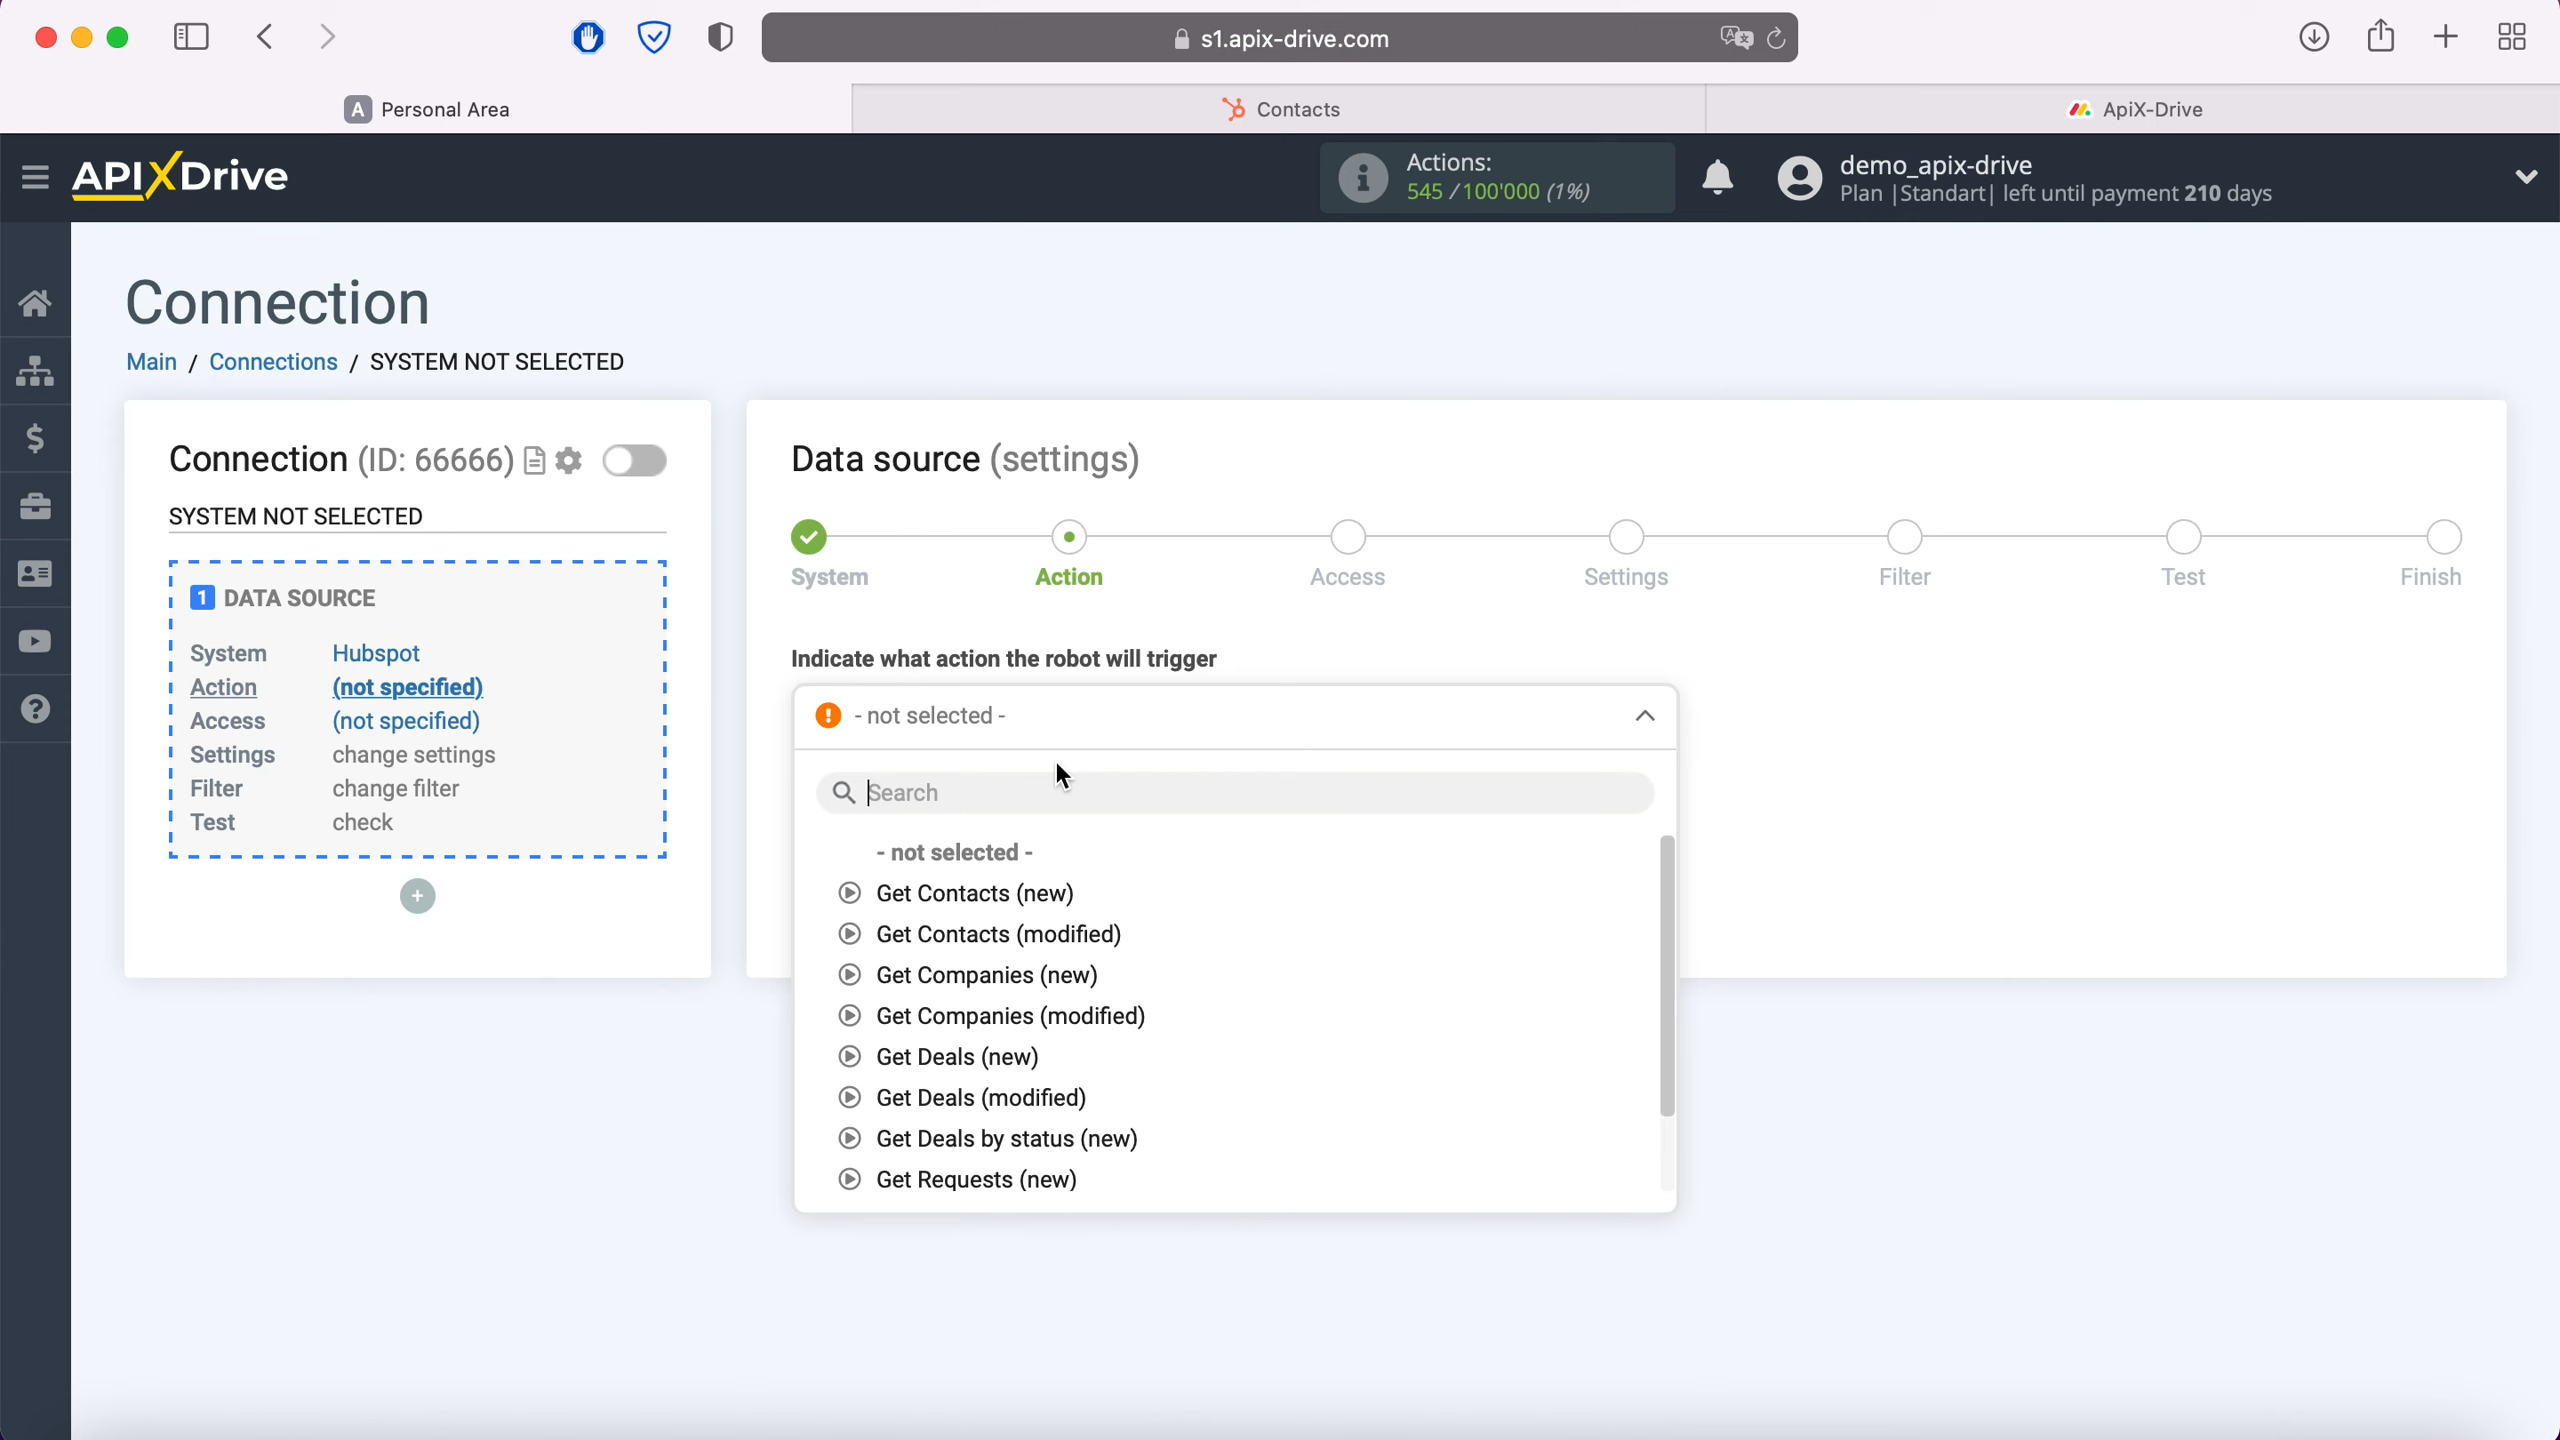 s1.apix-drive.com
A Personal Area
Contacts
ApiX-Drive
APIXDrive
Actions:
545 / 100'000 (1%)
demo_apix-drive
Plan |Standart| left until payment 210 days
Connection
Main / Connections / SYSTEM NOT SELECTED
Connection (ID: 66666)
SYSTEM NOT SELECTED
1 DATA SOURCE
System Hubspot
Action (not specified)
Access (not specified)
Settings change settings
Filter change filter
Test check
Data source (settings)
System Action Access Settings Filter Test Finish
Indicate what action the robot will trigger
- not selected -
Search
- not selected -
Get Contacts (new)
Get Contacts (modified)
Get Companies (new)
Get Companies (modified)
Get Deals (new)
Get Deals (modified)
Get Deals by status (new)
Get Requests (new)